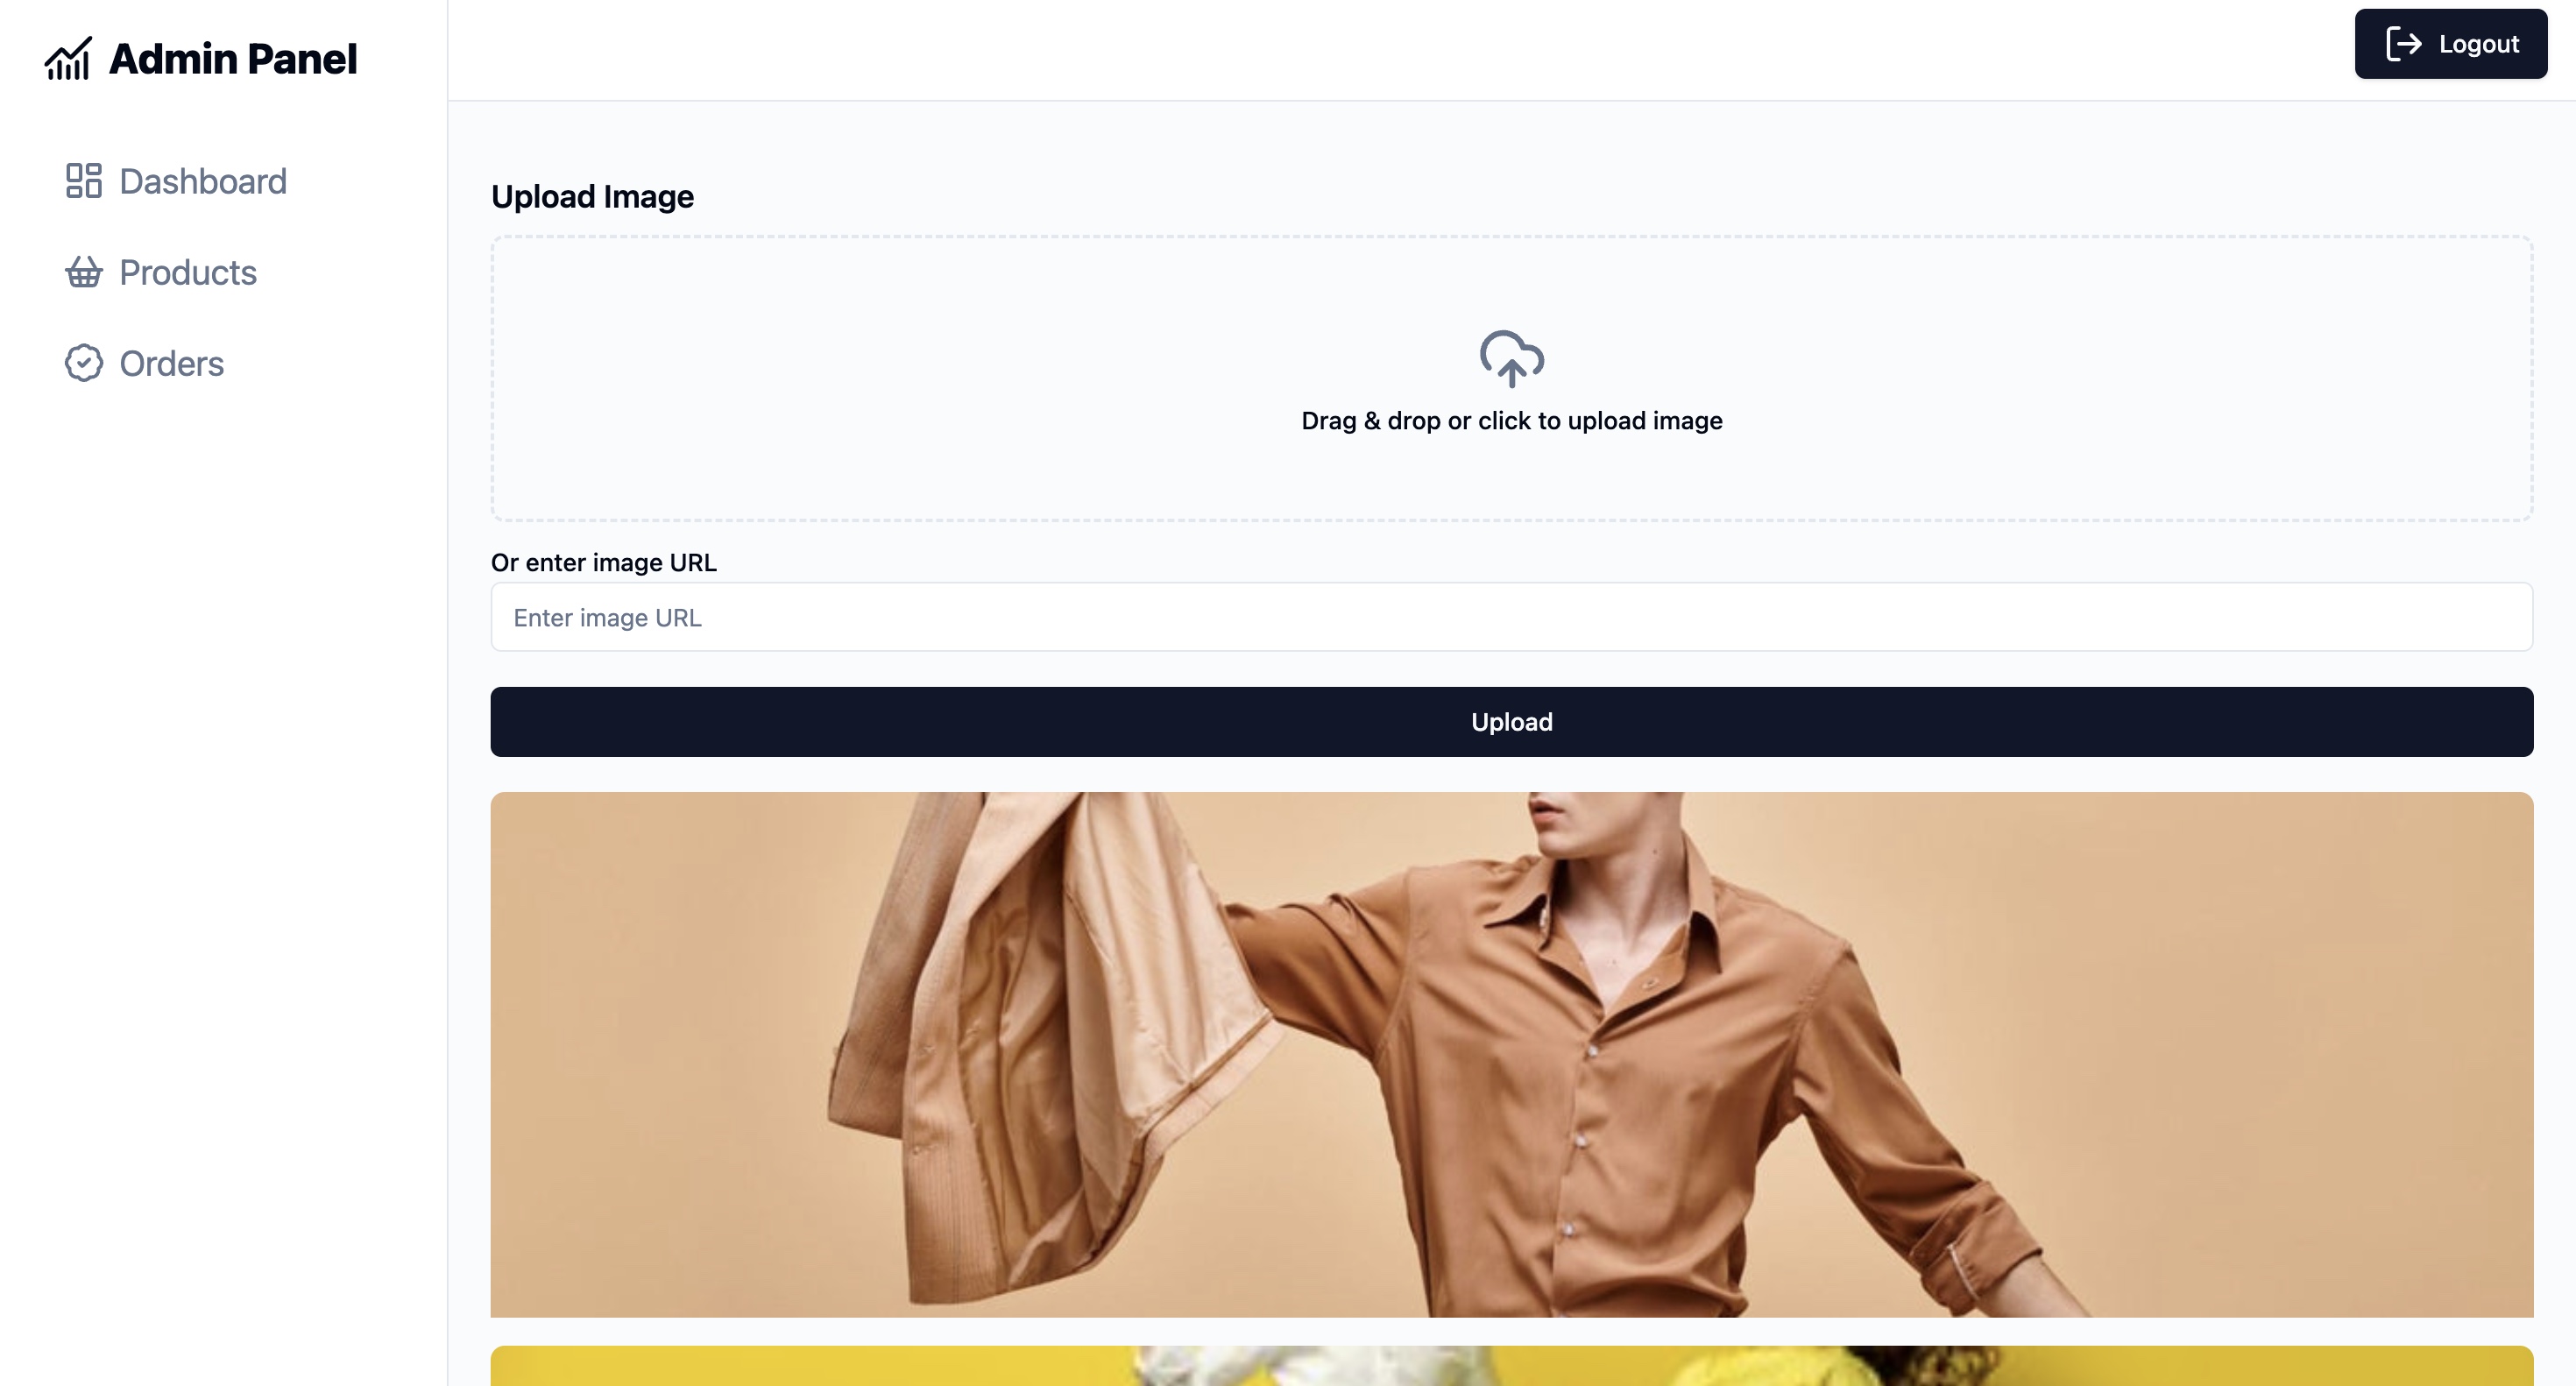 Admin Panel
Logout
Dashboard
Products
Orders
Upload Image
Drag & drop or click to upload image
Or enter image URL
Enter image URL
Upload